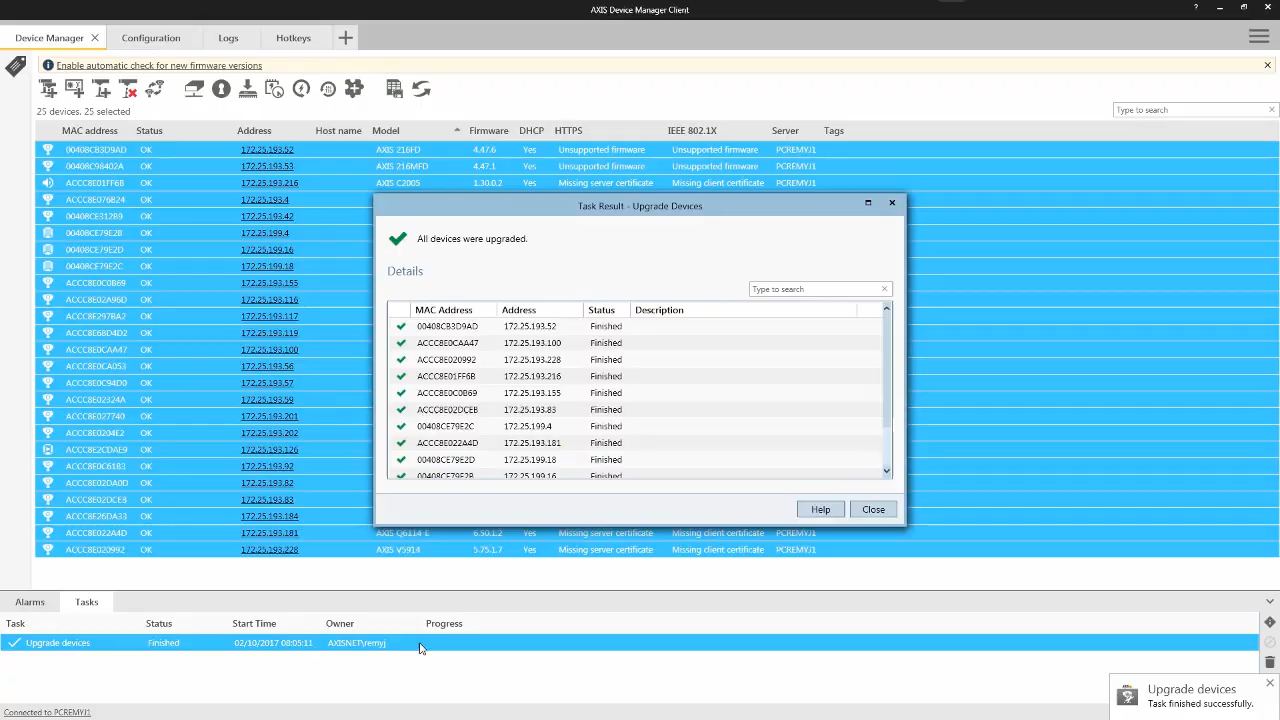 AXIS Device Manager Client
Device Manager Configuration Logs Hotkeys
Enable automatic check for new firmware versions
25 devices, 25 selected
Type to search
MAC address Status Address Host name Model Firmware DHCP HTTPS IEEE 802.1X Server Tags
00408CB3D9AD OK 172.25.193.52 AXIS 216FD 4.47.6 Yes Unsupported firmware Unsupported firmware PCREMYJ1
00408C98402A OK 172.25.193.53 AXIS 216MFD 4.47.1 Yes Unsupported firmware Unsupported firmware PCREMYJ1
ACCC8E01FF6B OK 172.25.193.216 AXIS C2005 1.30.0.2 Yes Missing server certificate Missing client certificate PCREMYJ1
ACCC8E076B24 OK 172.25.193.4
00408CE312B9 OK 172.25.193.42
00408CE79E2B OK 172.25.199.4
00408CE79E2D OK 172.25.199.16
00408CE79E2C OK 172.25.199.18
ACCC8E0C0B69 OK 172.25.193.155
ACCC8E02A96D OK 172.25.193.116
ACCC8E297BA2 OK 172.25.193.117
ACCC8E6BD4D2 OK 172.25.193.119
ACCC8E0CAA47 OK 172.25.193.100
ACCC8E0CA053 OK 172.25.193.56
ACCC8E0C94D0 OK 172.25.193.57
ACCC8E02324A OK 172.25.193.59
ACCC8E027740 OK 172.25.193.201
ACCC8E0204E2 OK 172.25.193.202
ACCC8E2CDAE9 OK 172.25.193.126
ACCC8E0C61B3 OK 172.25.193.92
ACCC8E02DA0D OK 172.25.193.82
ACCC8E02DCEB OK 172.25.193.83
ACCC8E26DA33 OK 172.25.193.184
ACCC8E022A4D OK 172.25.193.181 AXIS Q6114-E 6.50.1.2 Yes Missing server certificate Missing client certificate PCREMYJ1
ACCC8E020992 OK 172.25.193.228 AXIS V5914 5.75.1.7 Yes Missing server certificate Missing client certificate PCREMYJ1
Task Result - Upgrade Devices
All devices were upgraded.
Details
Type to search
MAC Address Address Status Description
00408CB3D9AD 172.25.193.52 Finished
ACCC8E0CAA47 172.25.193.100 Finished
ACCC8E020992 172.25.193.228 Finished
ACCC8E01FF6B 172.25.193.216 Finished
ACCC8E0C0B69 172.25.193.155 Finished
ACCC8E02DCEB 172.25.193.83 Finished
00408CE79E2C 172.25.199.4 Finished
ACCC8E022A4D 172.25.193.181 Finished
00408CE79E2D 172.25.199.18 Finished
00408CE79E2B 172.25.199.16 Finished
Help Close
Alarms Tasks
Task Status Start Time Owner Progress
Upgrade devices Finished 02/10/2017 08:05:11 AXISNET\remyj
Upgrade devices
Task finished successfully.
Connected to PCREMYJ1